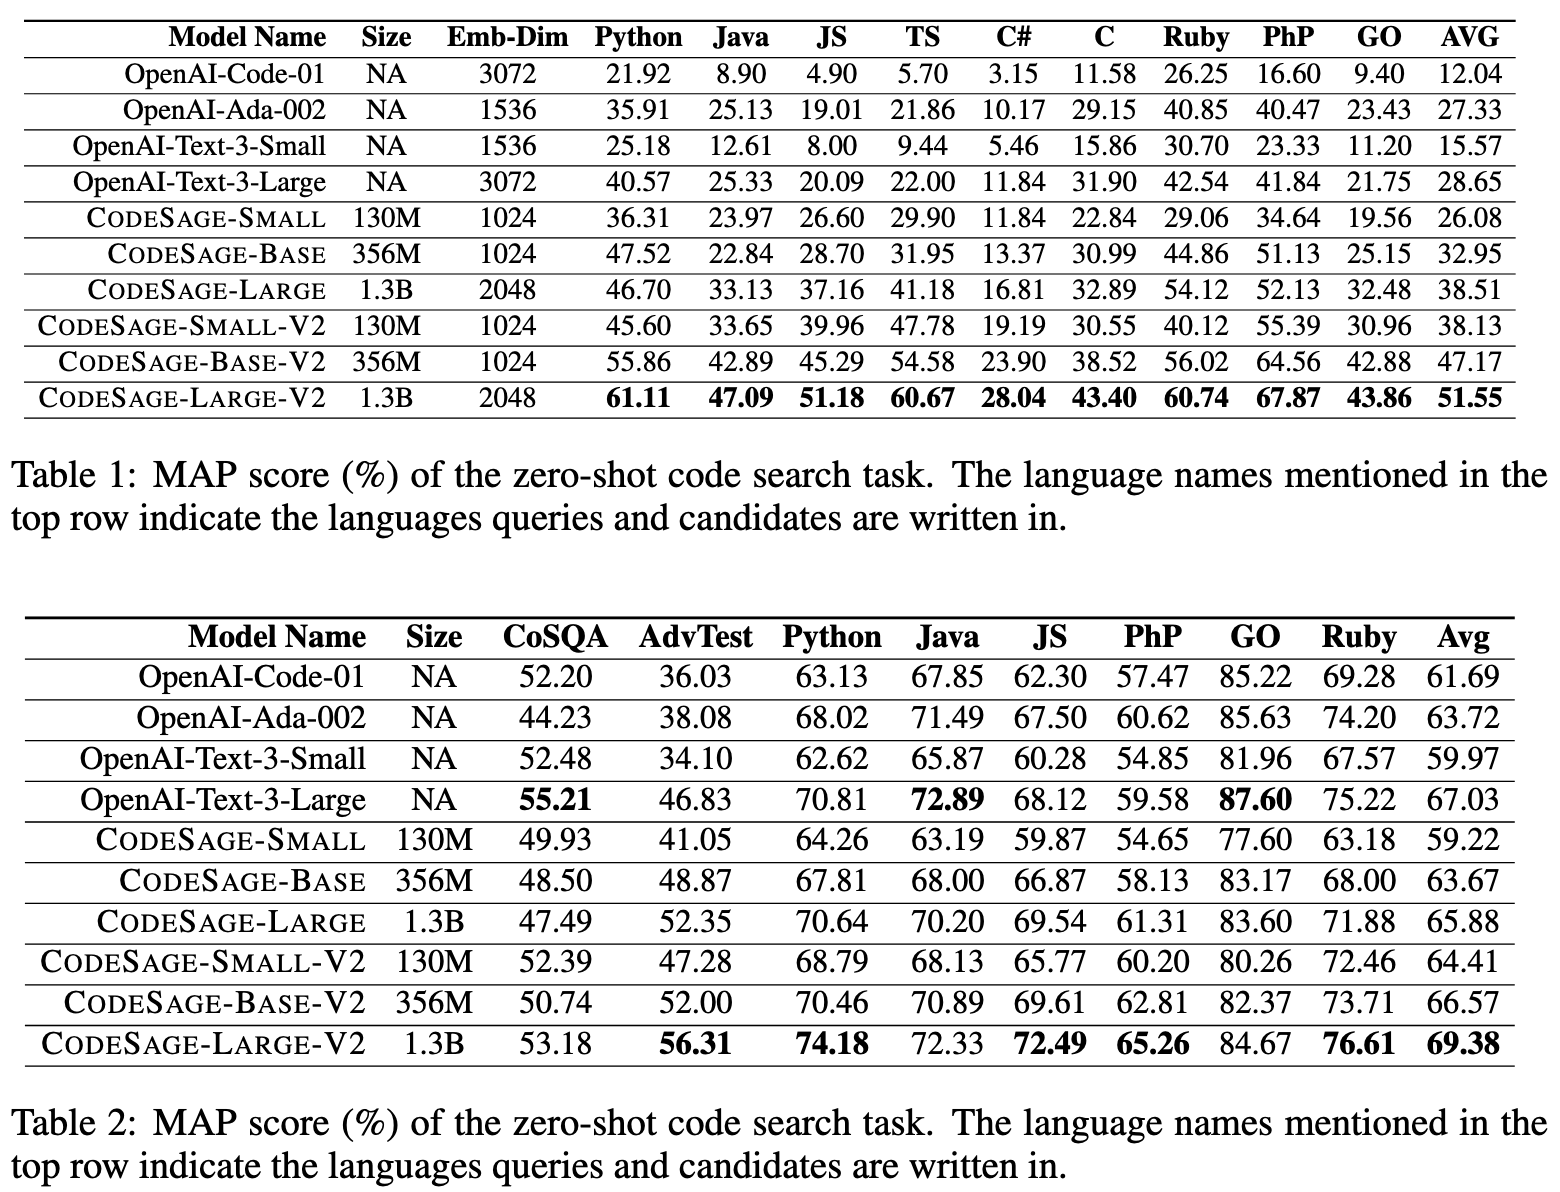 Model Name Size Emb-Dim Python Java JS TS C# C Ruby PhP GO AVG
OpenAI-Code-01 NA 3072 21.92 8.90 4.90 5.70 3.15 11.58 26.25 16.60 9.40 12.04
OpenAI-Ada-002 NA 1536 35.91 25.13 19.01 21.86 10.17 29.15 40.85 40.47 23.43 27.33
OpenAI-Text-3-Small NA 1536 25.18 12.61 8.00 9.44 5.46 15.86 30.70 23.33 11.20 15.57
OpenAI-Text-3-Large NA 3072 40.57 25.33 20.09 22.00 11.84 31.90 42.54 41.84 21.75 28.65
CODESAGE-SMALL 130M 1024 36.31 23.97 26.60 29.90 11.84 22.84 29.06 34.64 19.56 26.08
CODESAGE-BASE 356M 1024 47.52 22.84 28.70 31.95 13.37 30.99 44.86 51.13 25.15 32.95
CODESAGE-LARGE 1.3B 2048 46.70 33.13 37.16 41.18 16.81 32.89 54.12 52.13 32.48 38.51
CODESAGE-SMALL-V2 130M 1024 45.60 33.65 39.96 47.78 19.19 30.55 40.12 55.39 30.96 38.13
CODESAGE-BASE-V2 356M 1024 55.86 42.89 45.29 54.58 23.90 38.52 56.02 64.56 42.88 47.17
CODESAGE-LARGE-V2 1.3B 2048 61.11 47.09 51.18 60.67 28.04 43.40 60.74 67.87 43.86 51.55
Table 1: MAP score (%) of the zero-shot code search task. The language names mentioned in the
top row indicate the languages queries and candidates are written in.
Model Name Size CoSQA AdvTest Python Java JS PhP GO Ruby Avg
OpenAI-Code-01 NA 52.20 36.03 63.13 67.85 62.30 57.47 85.22 69.28 61.69
OpenAI-Ada-002 NA 44.23 38.08 68.02 71.49 67.50 60.62 85.63 74.20 63.72
OpenAI-Text-3-Small NA 52.48 34.10 62.62 65.87 60.28 54.85 81.96 67.57 59.97
OpenAI-Text-3-Large NA 55.21 46.83 70.81 72.89 68.12 59.58 87.60 75.22 67.03
CODESAGE-SMALL 130M 49.93 41.05 64.26 63.19 59.87 54.65 77.60 63.18 59.22
CODESAGE-BASE 356M 48.50 48.87 67.81 68.00 66.87 58.13 83.17 68.00 63.67
CODESAGE-LARGE 1.3B 47.49 52.35 70.64 70.20 69.54 61.31 83.60 71.88 65.88
CODESAGE-SMALL-V2 130M 52.39 47.28 68.79 68.13 65.77 60.20 80.26 72.46 64.41
CODESAGE-BASE-V2 356M 50.74 52.00 70.46 70.89 69.61 62.81 82.37 73.71 66.57
CODESAGE-LARGE-V2 1.3B 53.18 56.31 74.18 72.33 72.49 65.26 84.67 76.61 69.38
Table 2: MAP score (%) of the zero-shot code search task. The language names mentioned in the
top row indicate the languages queries and candidates are written in.